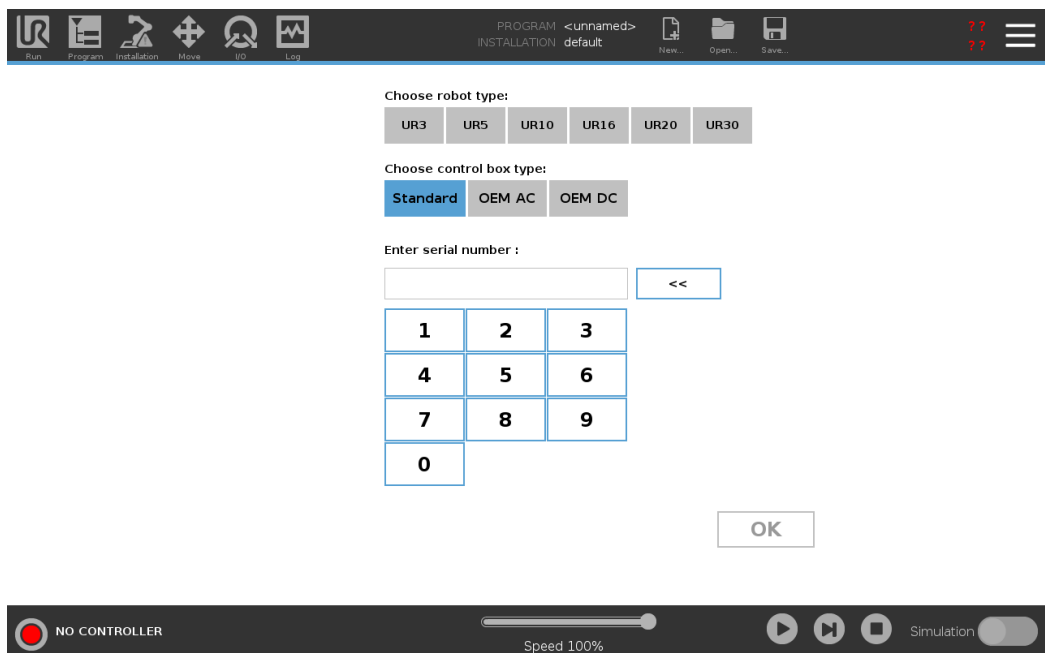 PROGRAM <unnamed>
INSTALLATION default
? ?
? ?
Run Program Installation Move I/O Log New... Open... Save...
Choose robot type:
UR3 UR5 UR10 UR16 UR20 UR30
Choose control box type:
Standard OEM AC OEM DC
Enter serial number :
<<
1 2 3
4 5 6
7 8 9
0
OK
NO CONTROLLER
Speed 100%
Simulation